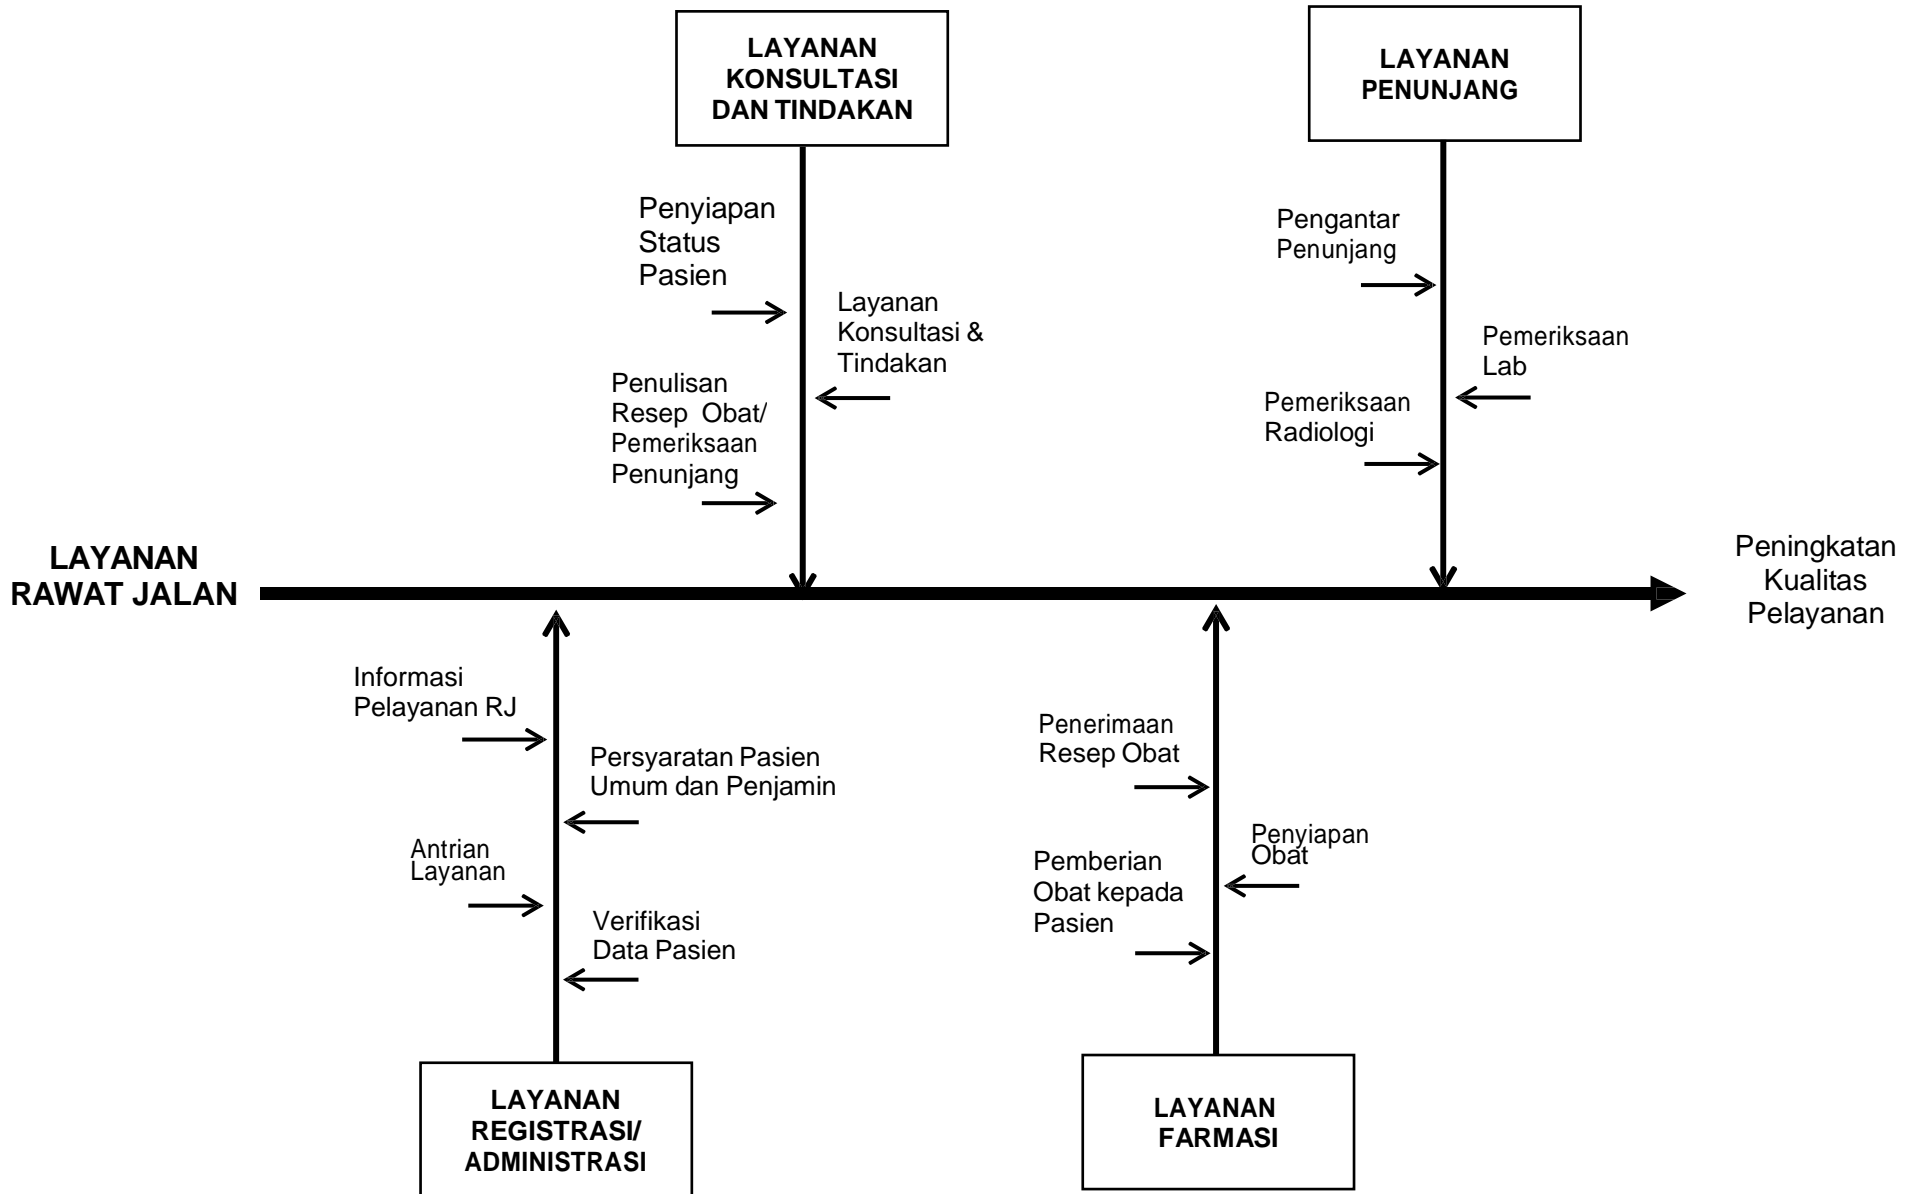 LAYANAN
KONSULTASI
DAN TINDAKAN
LAYANAN
PENUNJANG
Penyiapan
Status
Pasien
Layanan
Konsultasi &
Tindakan
Penulisan
Resep Obat/
Pemeriksaan
Penunjang
Pengantar
Penunjang
Pemeriksaan
Lab
Pemeriksaan
Radiologi
LAYANAN
RAWAT JALAN
Peningkatan
Kualitas
Pelayanan
Informasi
Pelayanan RJ
Persyaratan Pasien
Umum dan Penjamin
Antrian
Layanan
Verifikasi
Data Pasien
Penerimaan
Resep Obat
Penyiapan
Obat
Pemberian
Obat kepada
Pasien
LAYANAN
REGISTRASI/
ADMINISTRASI
LAYANAN
FARMASI